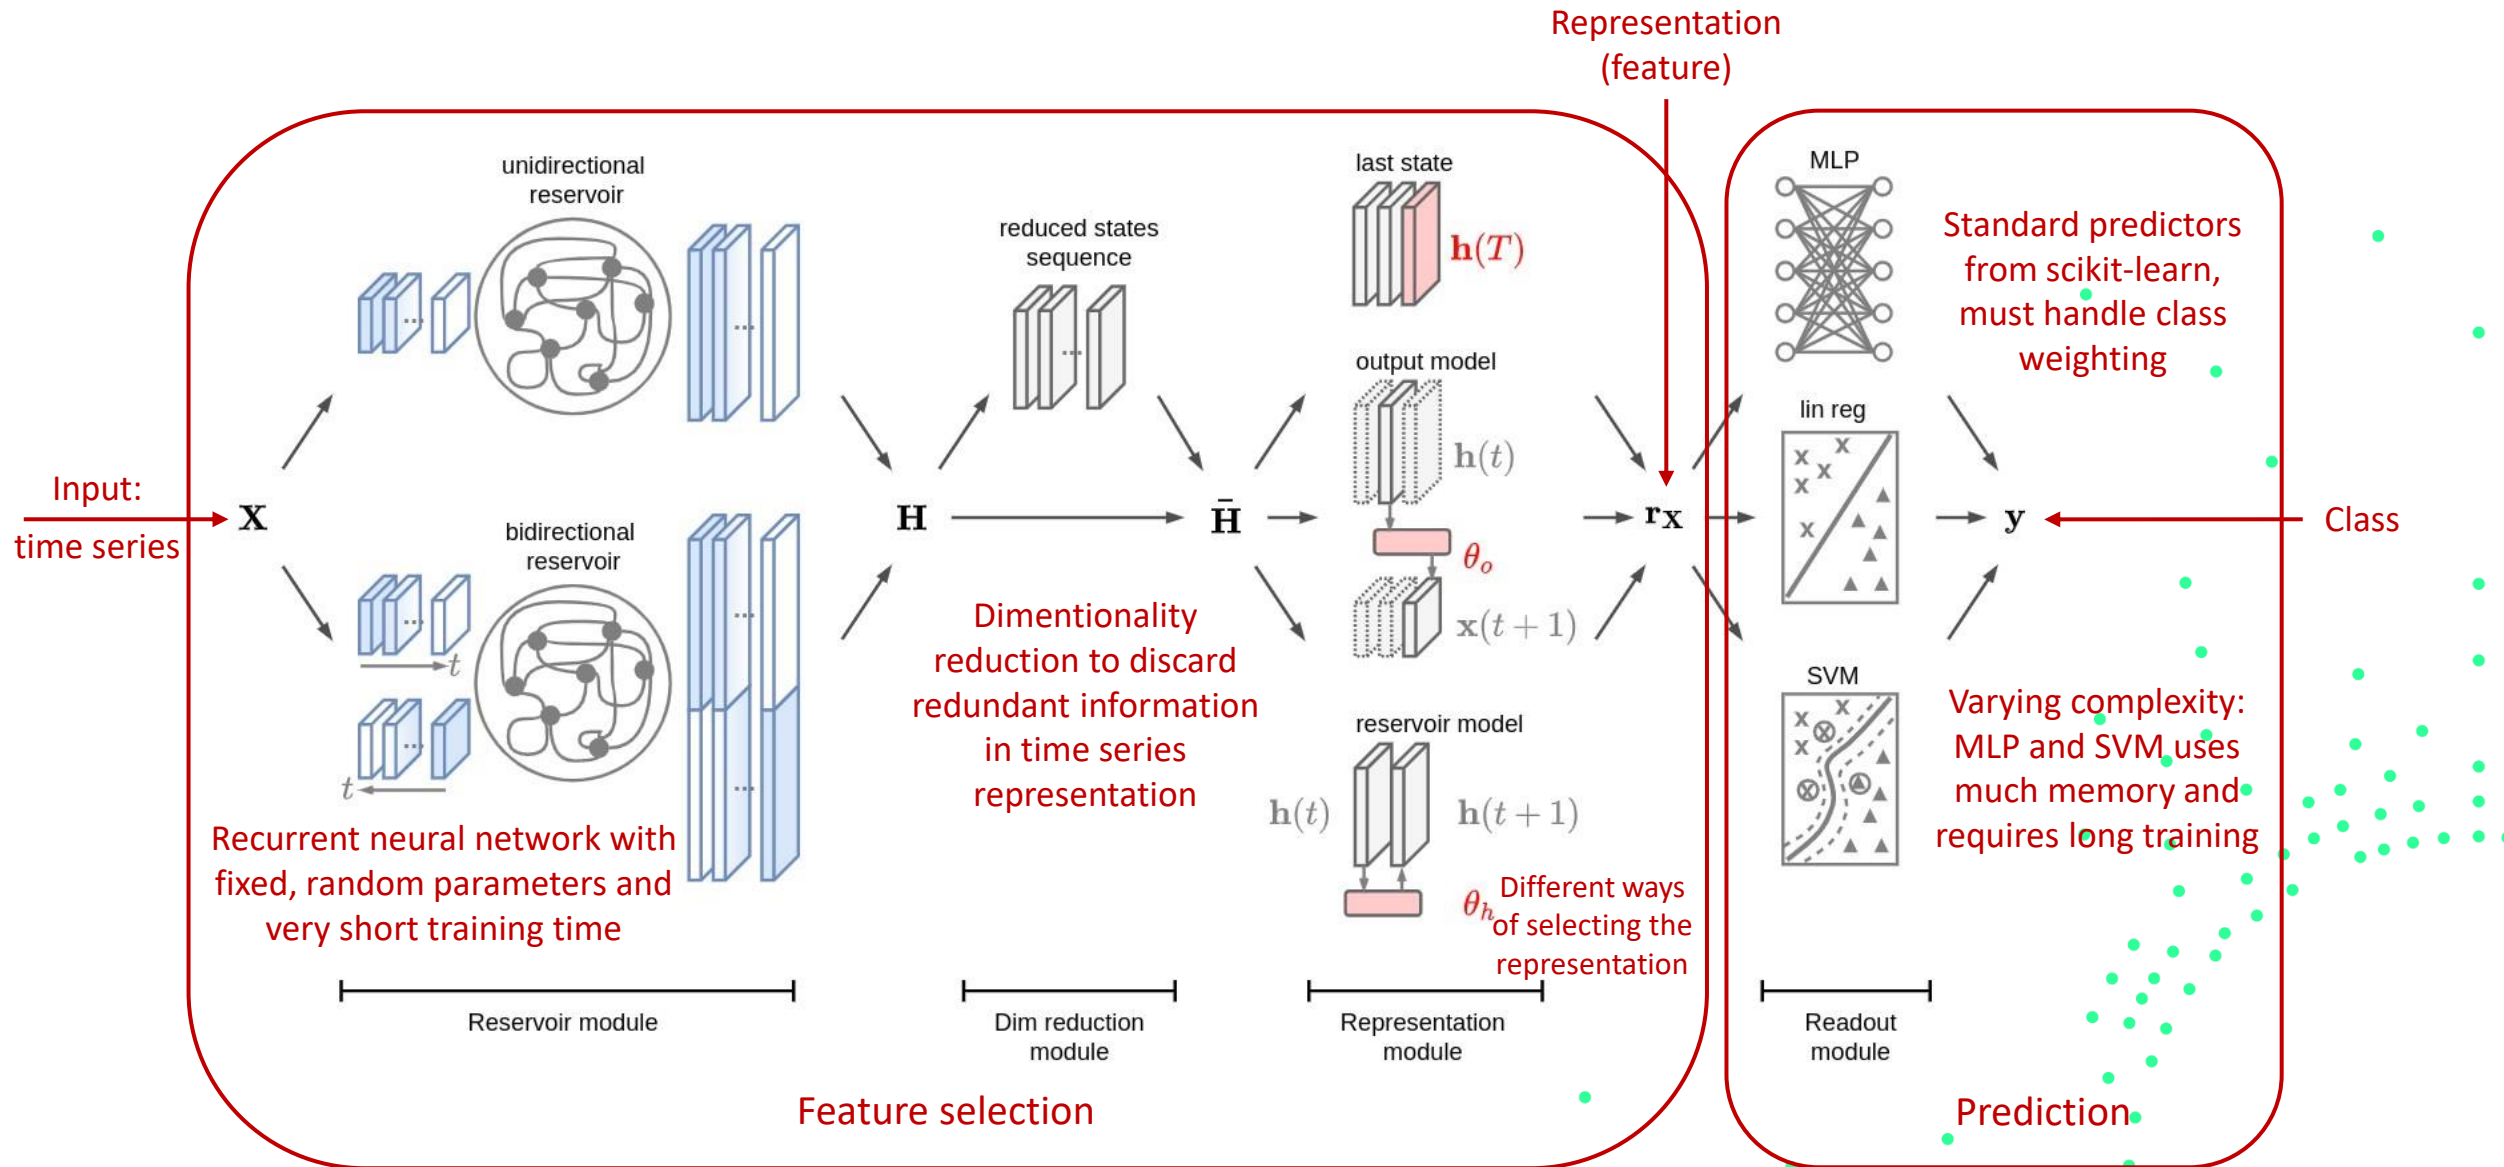 Representation
(feature)
Input:
time series
X
unidirectional
reservoir
...
...
bidirectional
reservoir
...
t
...
t
...
...
Recurrent neural network with
fixed, random parameters and
very short training time
Reservoir module
H
reduced states
sequence
...
H̄
Dimentionality
reduction to discard
redundant information
in time series
representation
Dim reduction
module
last state
h(T)
output model
h(t)
θₒ
x(t + 1)
reservoir model
h(t)
h(t + 1)
θₕ
Different ways
of selecting the
representation
Representation
module
Feature selection
rX
MLP
lin reg
x
x
x
x
x
SVM
x
x
x
x
x
Readout
module
Standard predictors
from scikit-learn,
must handle class
weighting
y
Class
Varying complexity:
MLP and SVM uses
much memory and
requires long training
Prediction